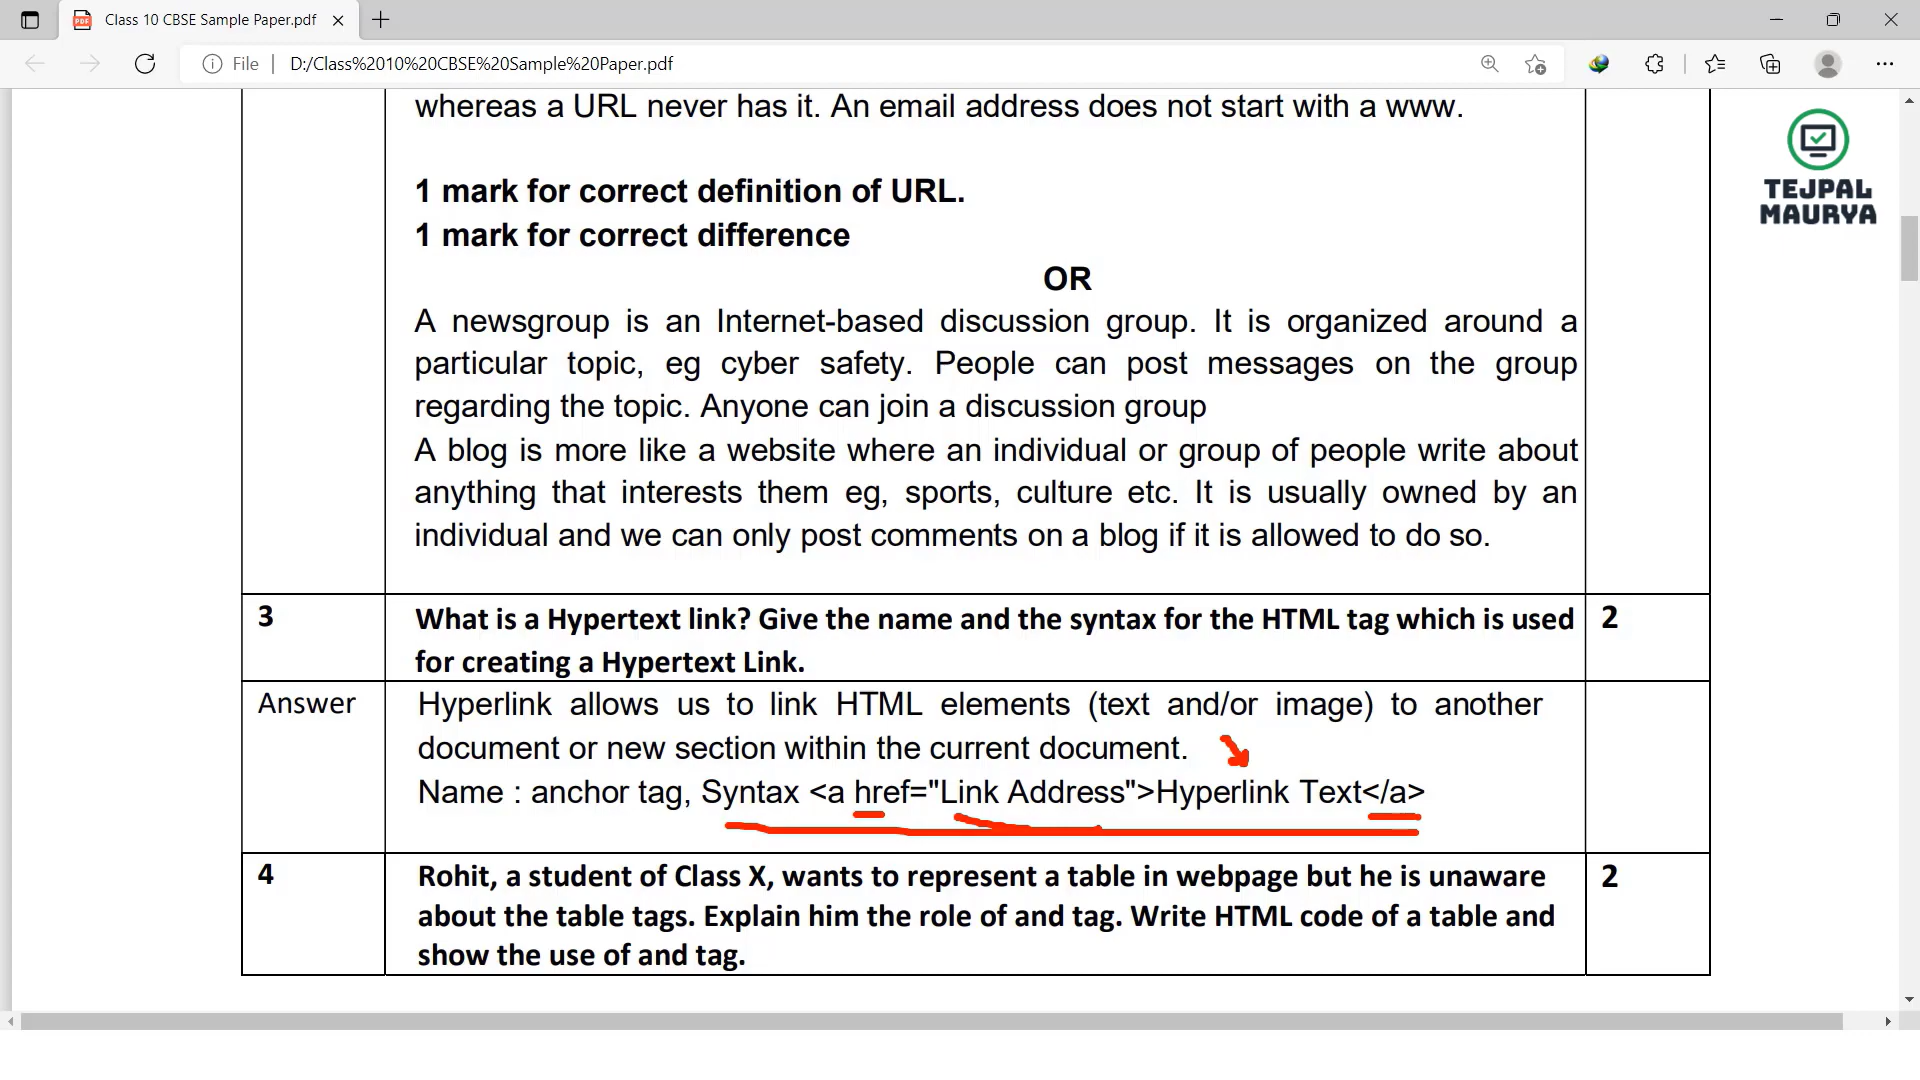 Class 10 CBSE Sample Paper.pdf
File
D:/Class%2010%20CBSE%20Sample%20Paper.pdf
whereas a URL never has it. An email address does not start with a www.
TEJPAL
MAURYA
1 mark for correct definition of URL.
1 mark for correct difference
OR
A newsgroup is an Internet-based discussion group. It is organized around a
particular topic, eg cyber safety. People can post messages on the group
regarding the topic. Anyone can join a discussion group
A blog is more like a website where an individual or group of people write about
anything that interests them eg, sports, culture etc. It is usually owned by an
individual and we can only post comments on a blog if it is allowed to do so.
3 What is a Hypertext link? Give the name and the syntax for the HTML tag which is used 2
for creating a Hypertext Link.
Answer Hyperlink allows us to link HTML elements (text and/or image) to another
document or new section within the current document.
Name : anchor tag, Syntax <a href="Link Address">Hyperlink Text</a>
4 Rohit, a student of Class X, wants to represent a table in webpage but he is unaware 2
about the table tags. Explain him the role of and tag. Write HTML code of a table and
show the use of and tag.